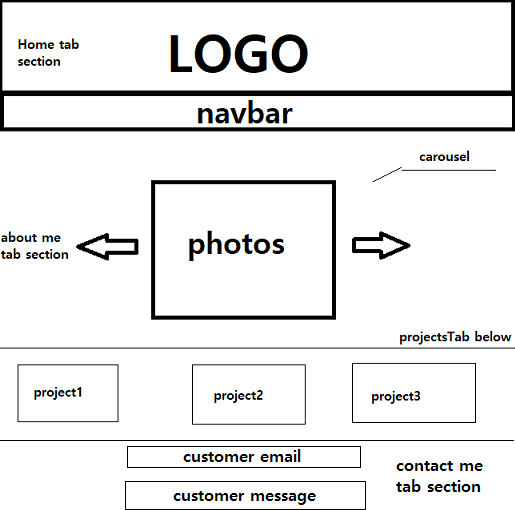 Home tab
section
LOGO
navbar
carousel
about me
tab section
photos
projectsTab below
project1
project2
project3
customer email
contact me
tab section
customer message